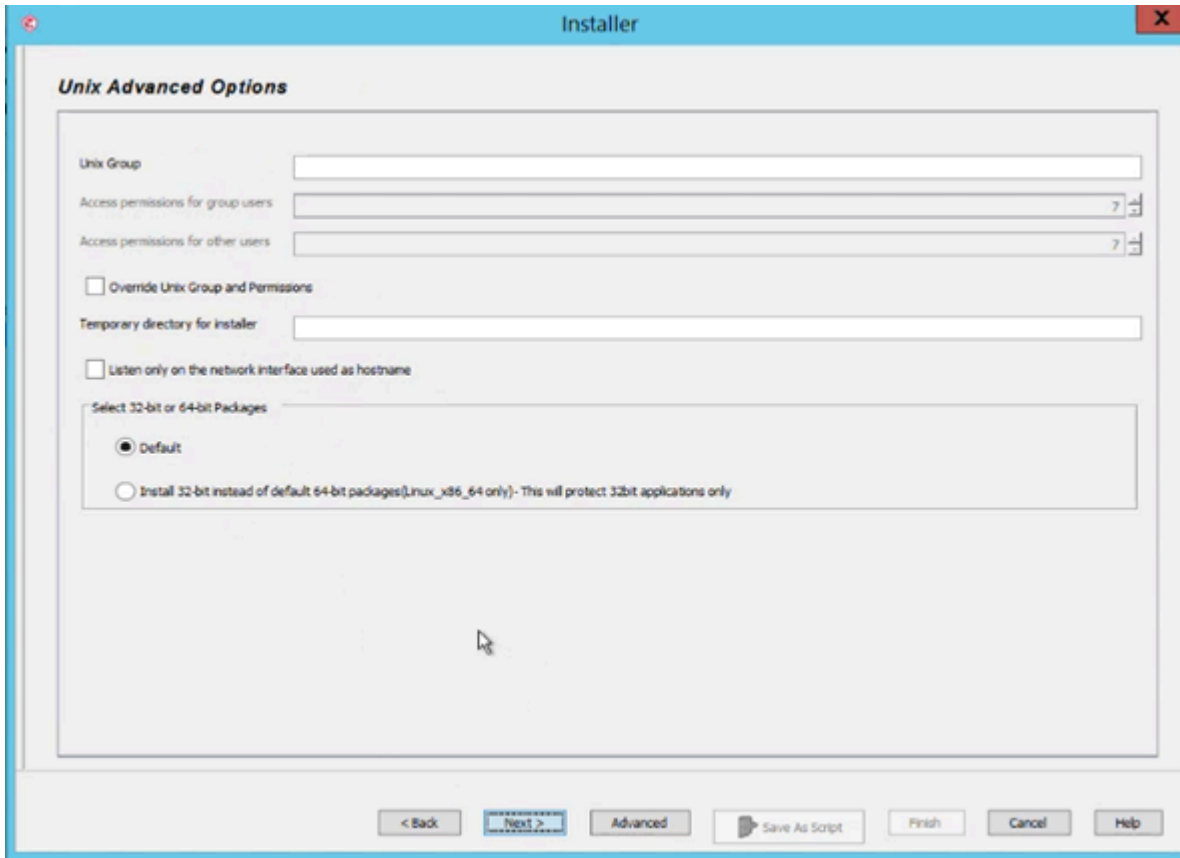 Installer
X
Unix Advanced Options
Unix Group
Access permissions for group users
7
Access permissions for other users
7
Override Unix Group and Permissions
Temporary directory for installer
Listen only on the network interface used as hostname
Select 32-bit or 64-bit Packages
Default
Install 32-bit instead of default 64-bit packages(Linux_x86_64 only)- This will protect 32bit applications only
< Back
Next >
Advanced
Save As Script
Finish
Cancel
Help